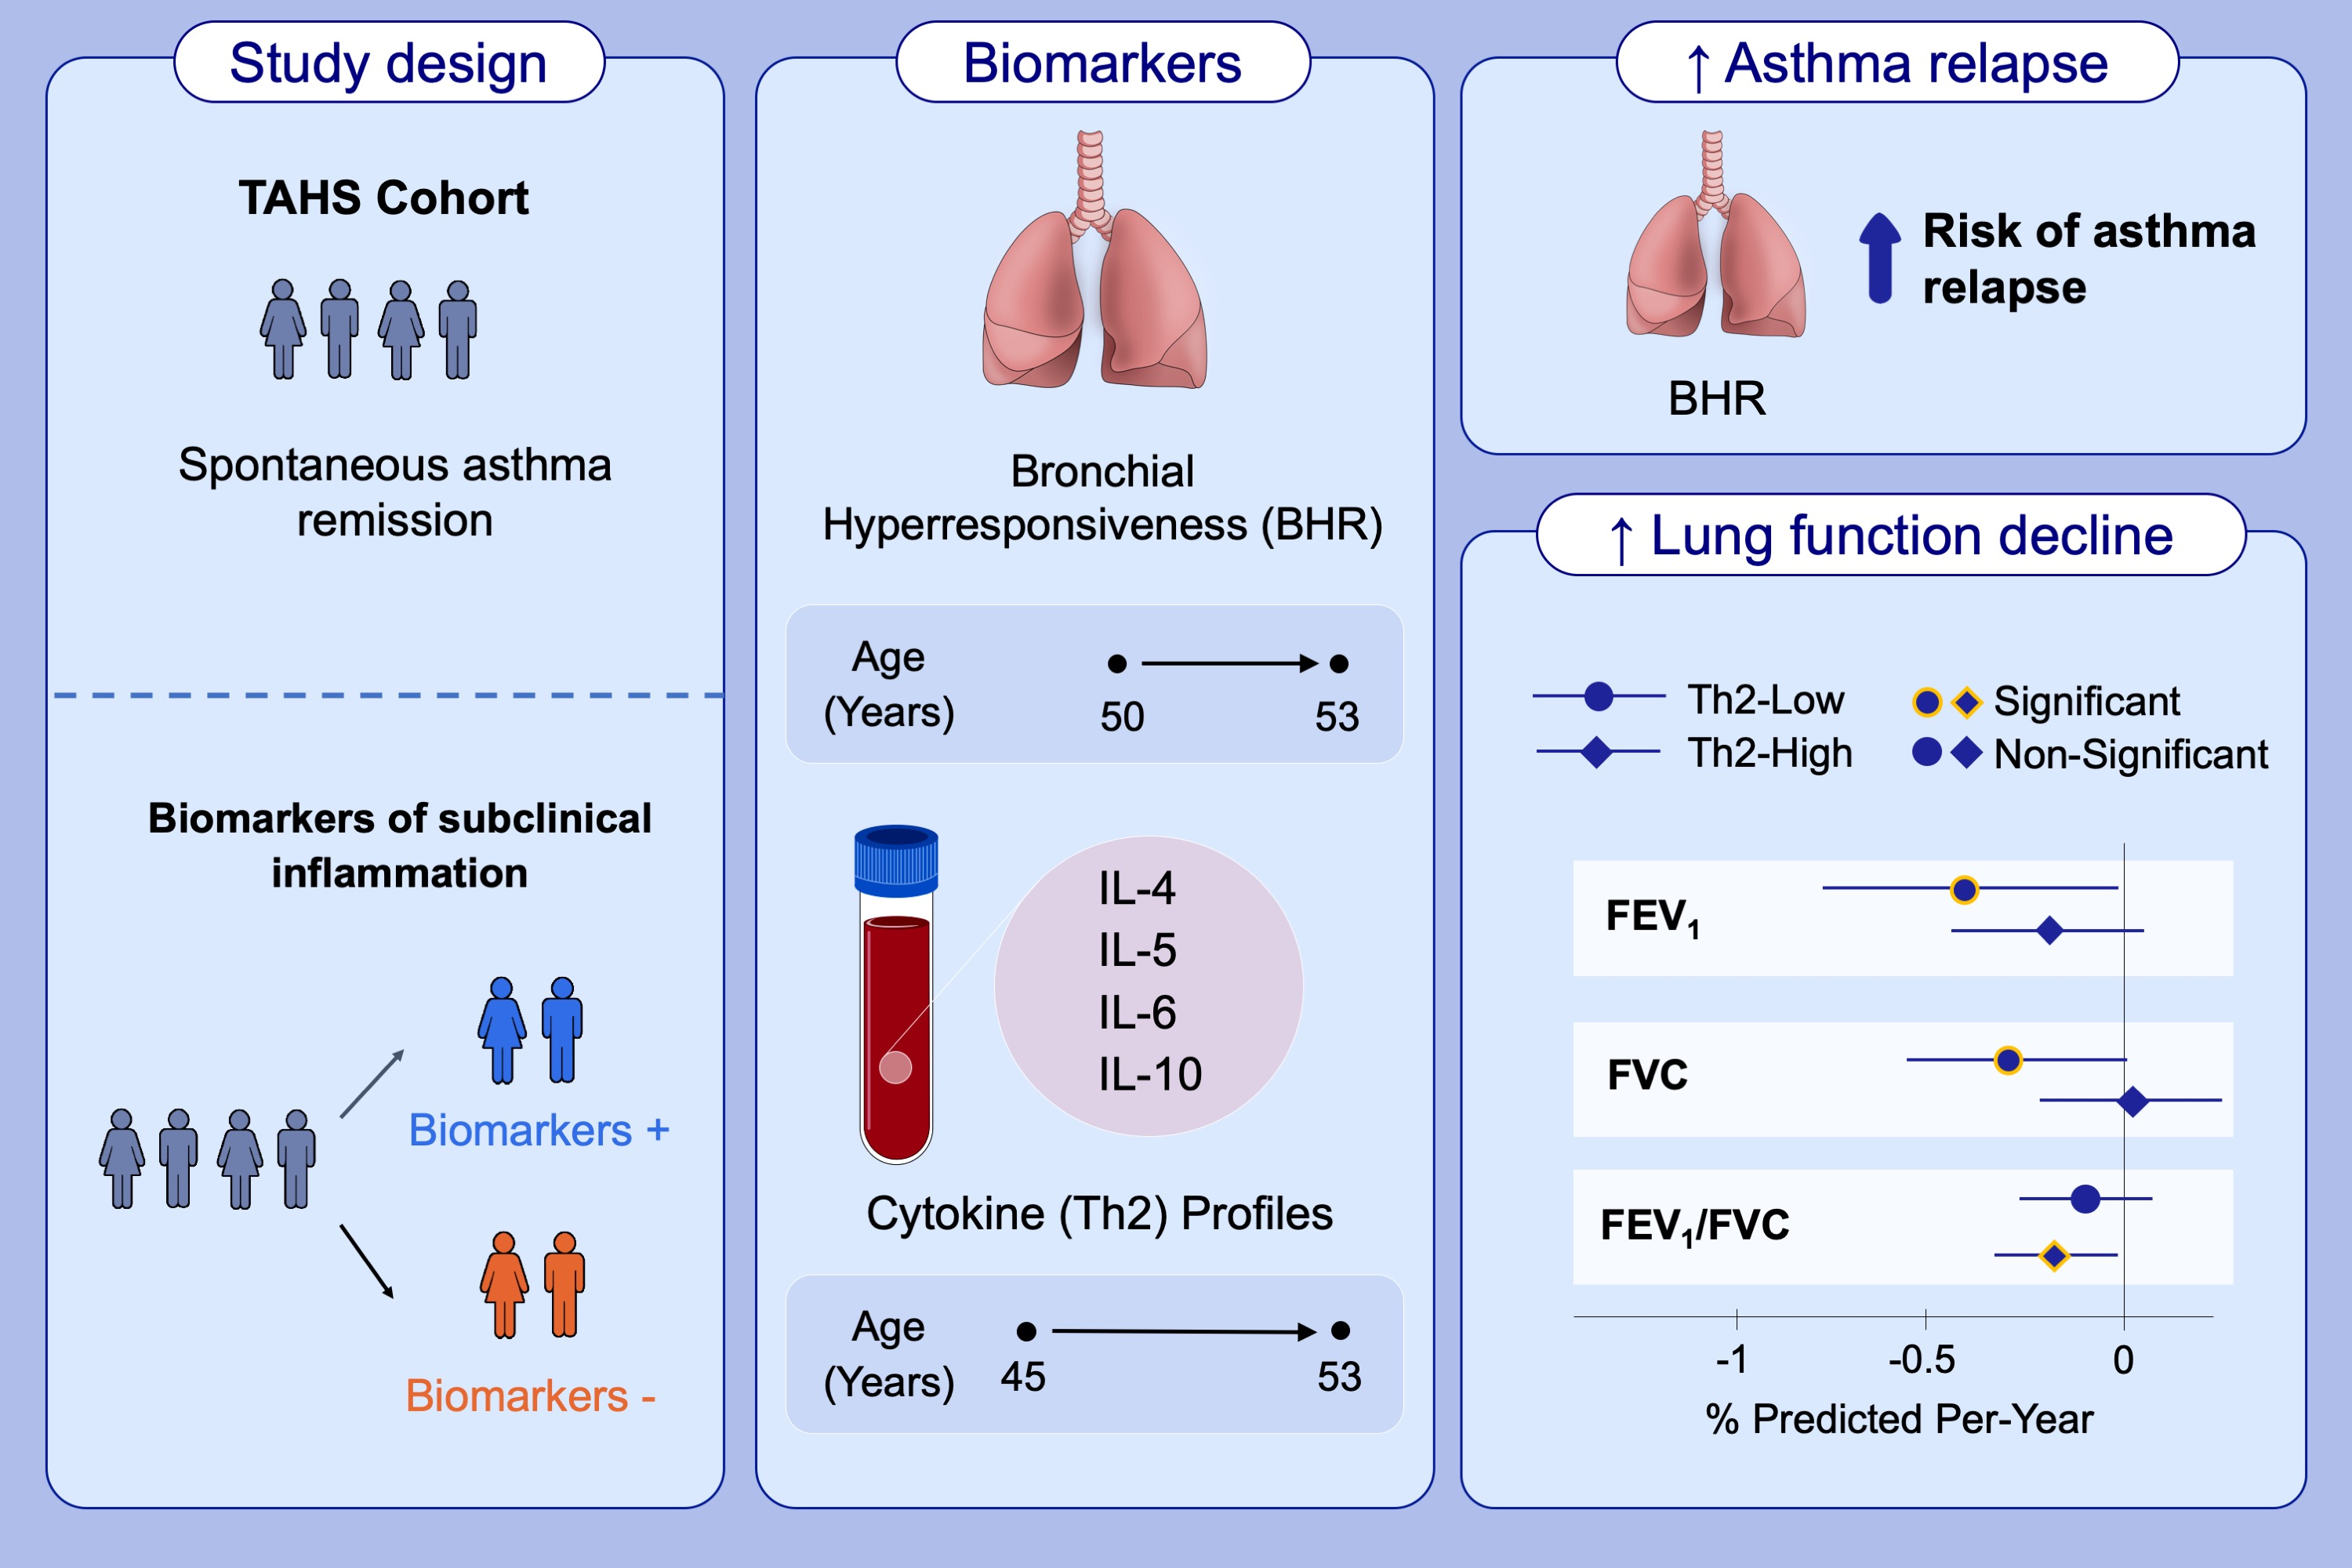 Study design
TAHS Cohort
Spontaneous asthma
remission
Biomarkers of subclinical
inflammation
Biomarkers +
Biomarkers -
Biomarkers
Bronchial
Hyperresponsiveness (BHR)
Age
(Years)
50
53
IL-4
IL-5
IL-6
IL-10
Cytokine (Th2) Profiles
Age
(Years)
45
53
↑ Asthma relapse
Risk of asthma
relapse
BHR
↑ Lung function decline
Th2-Low
Significant
Th2-High
Non-Significant
FEV₁
FVC
FEV₁/FVC
-1
-0.5
0
% Predicted Per-Year